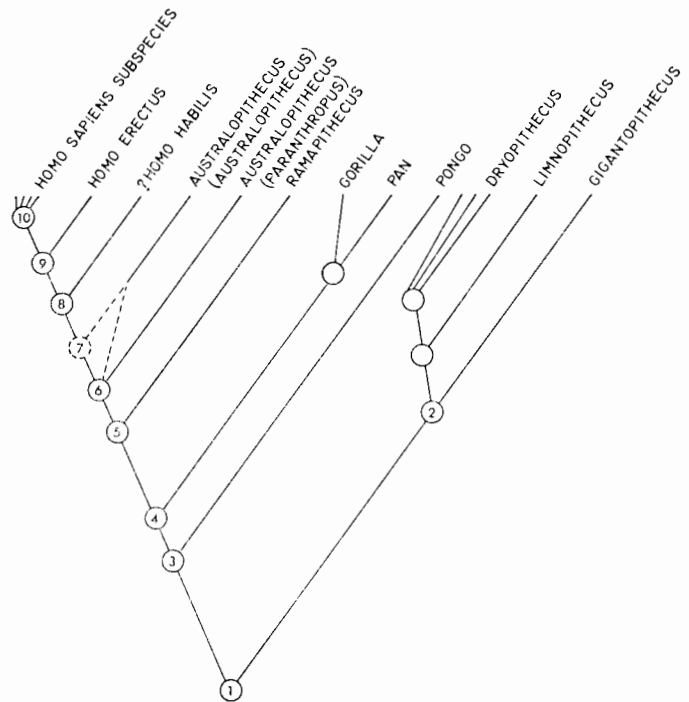 HOMO SAPIENS SUBSPECIES
HOMO ERECTUS
? HOMO HABILIS
AUSTRALOPITHECUS
(AUSTRALOPITHECUS)
AUSTRALOPITHECUS
(PARANTHROPUS)
RAMAPITHECUS
GORILLA
PAN
PONGO
DRYOPITHECUS
LIMNOPITHECUS
GIGANTOPITHECUS
10
9
8
7
6
5
4
3
2
1